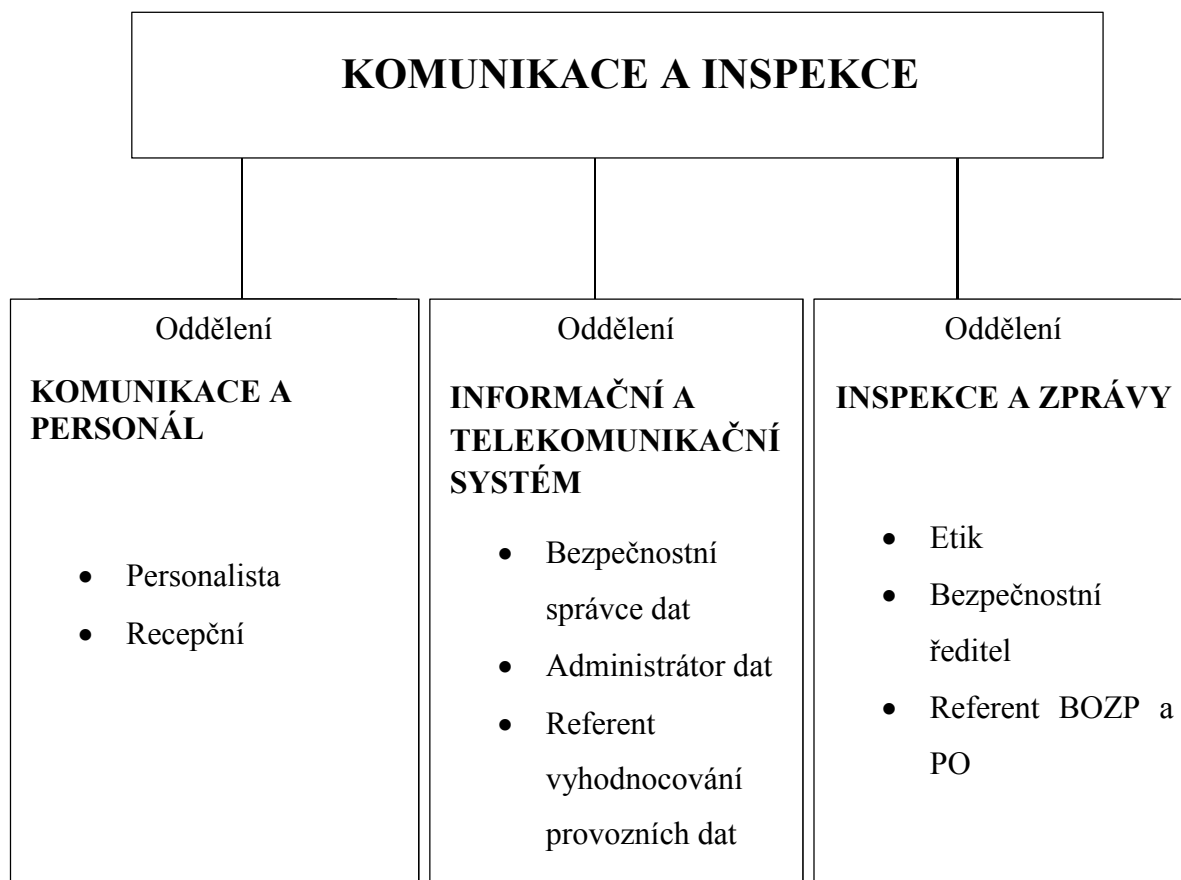 KOMUNIKACE A INSPEKCE
Oddělení
KOMUNIKACE A
PERSONÁL
• Personalista
• Recepční
Oddělení
INFORMAČNÍ A
TELEKOMUNIKAČNÍ
SYSTÉM
• Bezpečnostní
správce dat
• Administrátor dat
• Referent
vyhodnocování
provozních dat
Oddělení
INSPEKCE A ZPRÁVY
• Etik
• Bezpečnostní
ředitel
• Referent BOZP a
PO